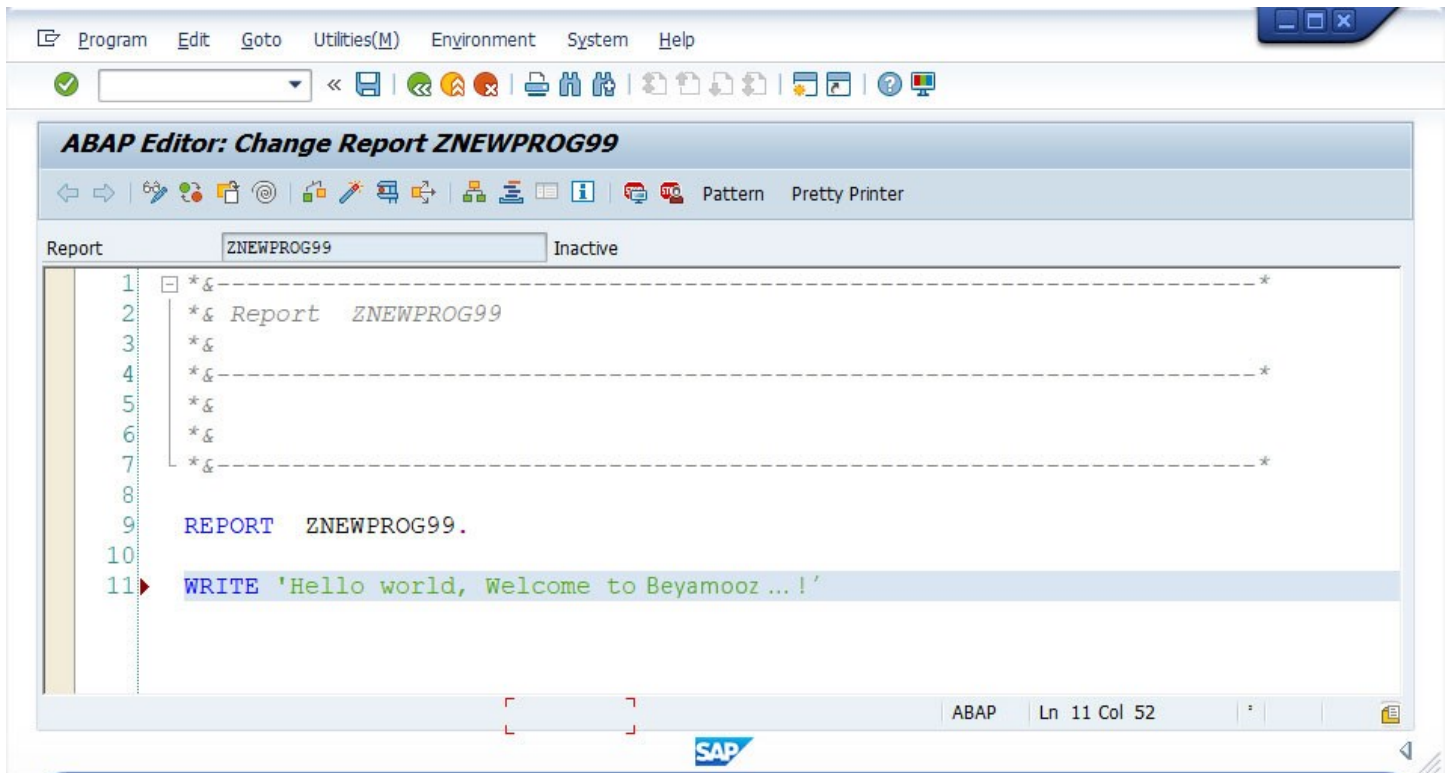 Program Edit Goto Utilities(M) Environment System Help
ABAP Editor: Change Report ZNEWPROG99
Pattern Pretty Printer
Report ZNEWPROG99 Inactive
1 *&---------------------------------------------------------------------*
2 *& Report  ZNEWPROG99
3 *&
4 *&---------------------------------------------------------------------*
5 *&
6 *&
7 *&---------------------------------------------------------------------*
8
9 REPORT  ZNEWPROG99.
10
11 WRITE 'Hello world, Welcome to Beyamooz ... !′
ABAP Ln 11 Col 52
SAP